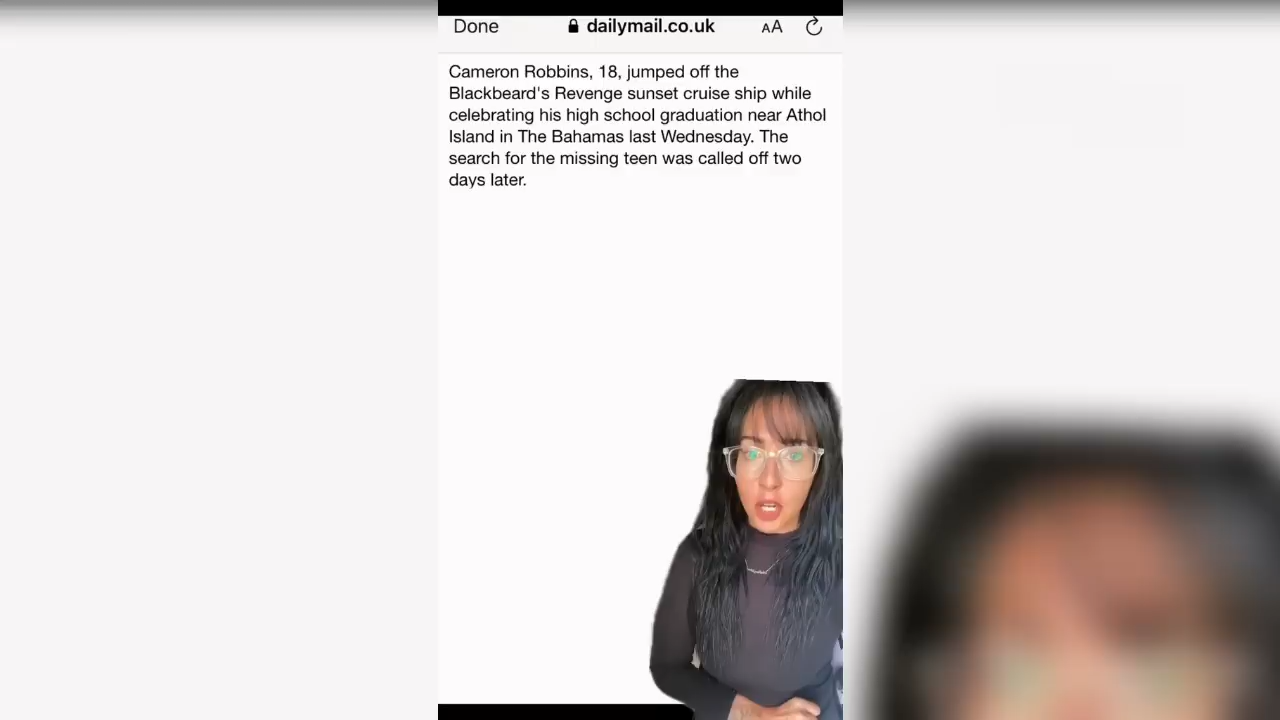 Done dailymail.co.uk AA
Cameron Robbins, 18, jumped off the
Blackbeard's Revenge sunset cruise ship while
celebrating his high school graduation near Athol
Island in The Bahamas last Wednesday. The
search for the missing teen was called off two
days later.